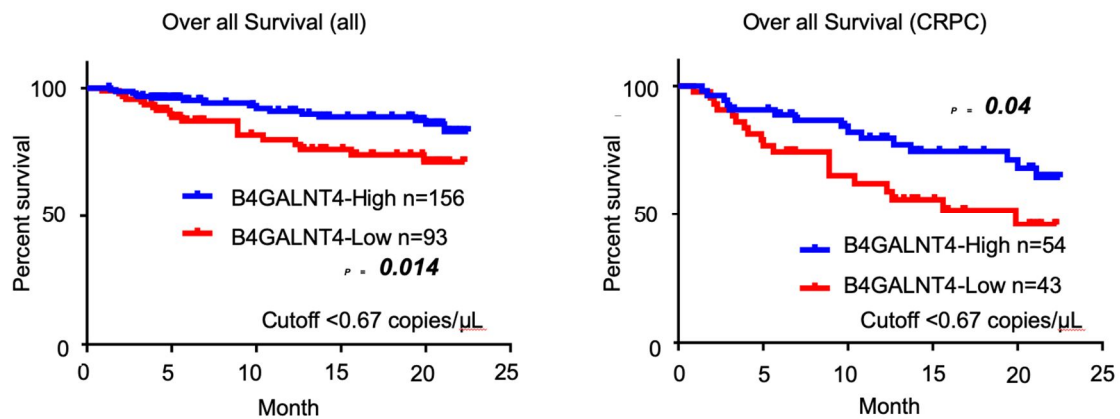 Over all Survival (all)
100
50
0
Percent survival
B4GALNT4-High n=156
B4GALNT4-Low n=93
P = 0.014
Cutoff <0.67 copies/µL
0 5 10 15 20 25
Month
Over all Survival (CRPC)
100
50
0
Percent survival
P = 0.04
B4GALNT4-High n=54
B4GALNT4-Low n=43
Cutoff <0.67 copies/µL
0 5 10 15 20 25
Month